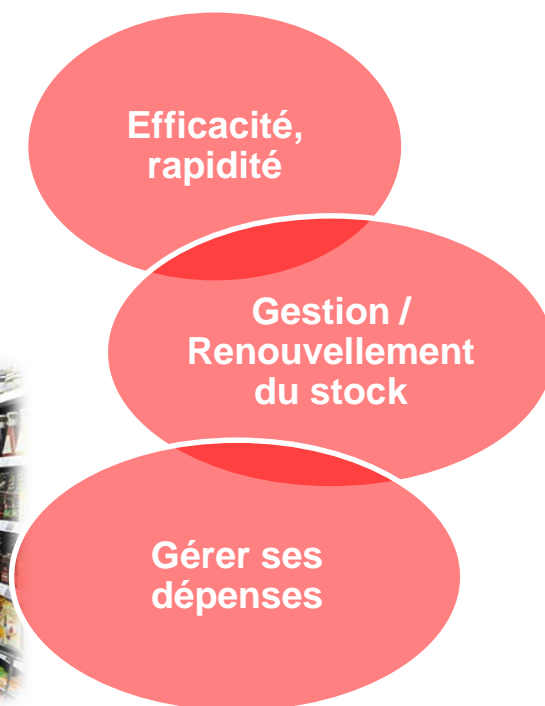 Efficacité,
rapidité
Gestion /
Renouvellement
du stock
Gérer ses
dépenses